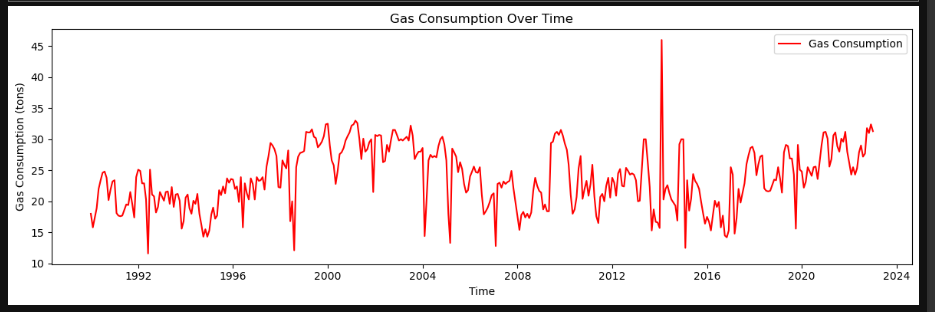 Gas Consumption Over Time
Gas Consumption
Gas Consumption (tons)
45
40
35
30
25
20
15
10
1992 1996 2000 2004 2008 2012 2016 2020 2024
Time